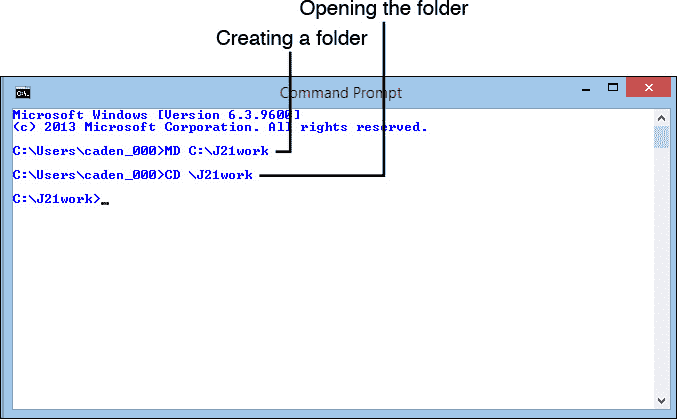 Opening the folder
Creating a folder
C:\.
Command Prompt
Microsoft Windows [Version 6.3.9600]
(c) 2013 Microsoft Corporation. All rights reserved.
C:\Users\caden_000>MD C:\J21work
C:\Users\caden_000>CD \J21work
C:\J21work>_